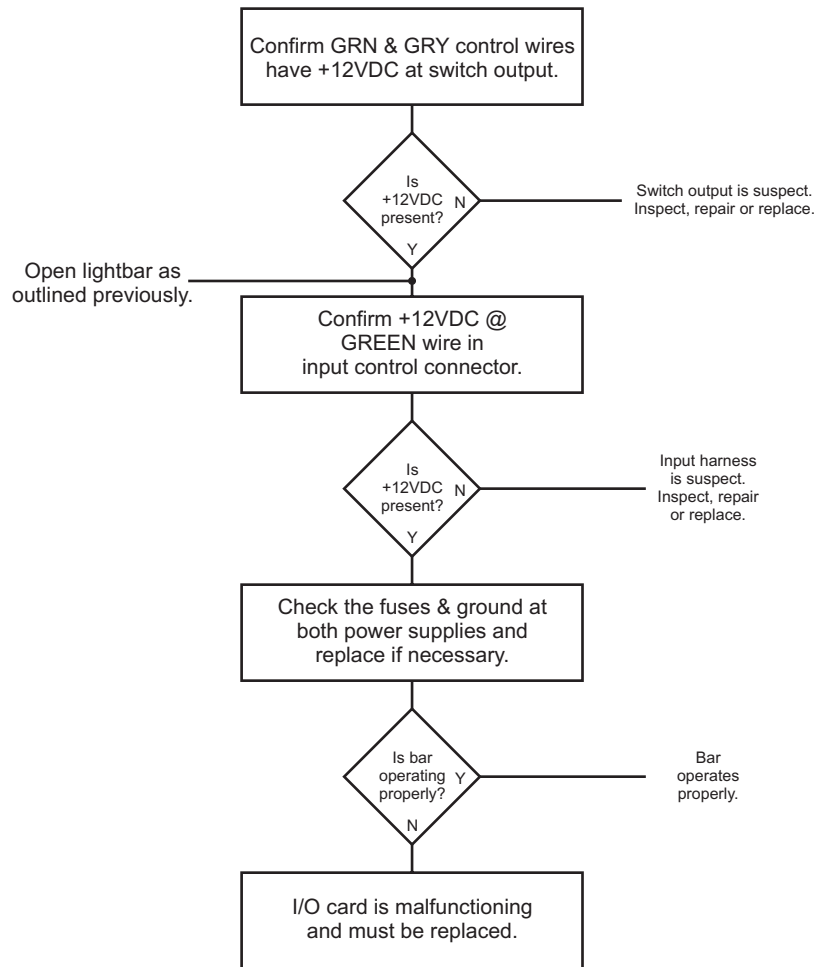 Confirm GRN & GRY control wires
have +12VDC at switch output.
Is
+12VDC
present?
N
Y
Switch output is suspect.
Inspect, repair or replace.
Open lightbar as
outlined previously.
Confirm +12VDC @
GREEN wire in
input control connector.
Is
+12VDC
present?
N
Y
Input harness
is suspect.
Inspect, repair
or replace.
Check the fuses & ground at
both power supplies and
replace if necessary.
Is bar
operating
properly?
Y
N
Bar
operates
properly.
I/O card is malfunctioning
and must be replaced.